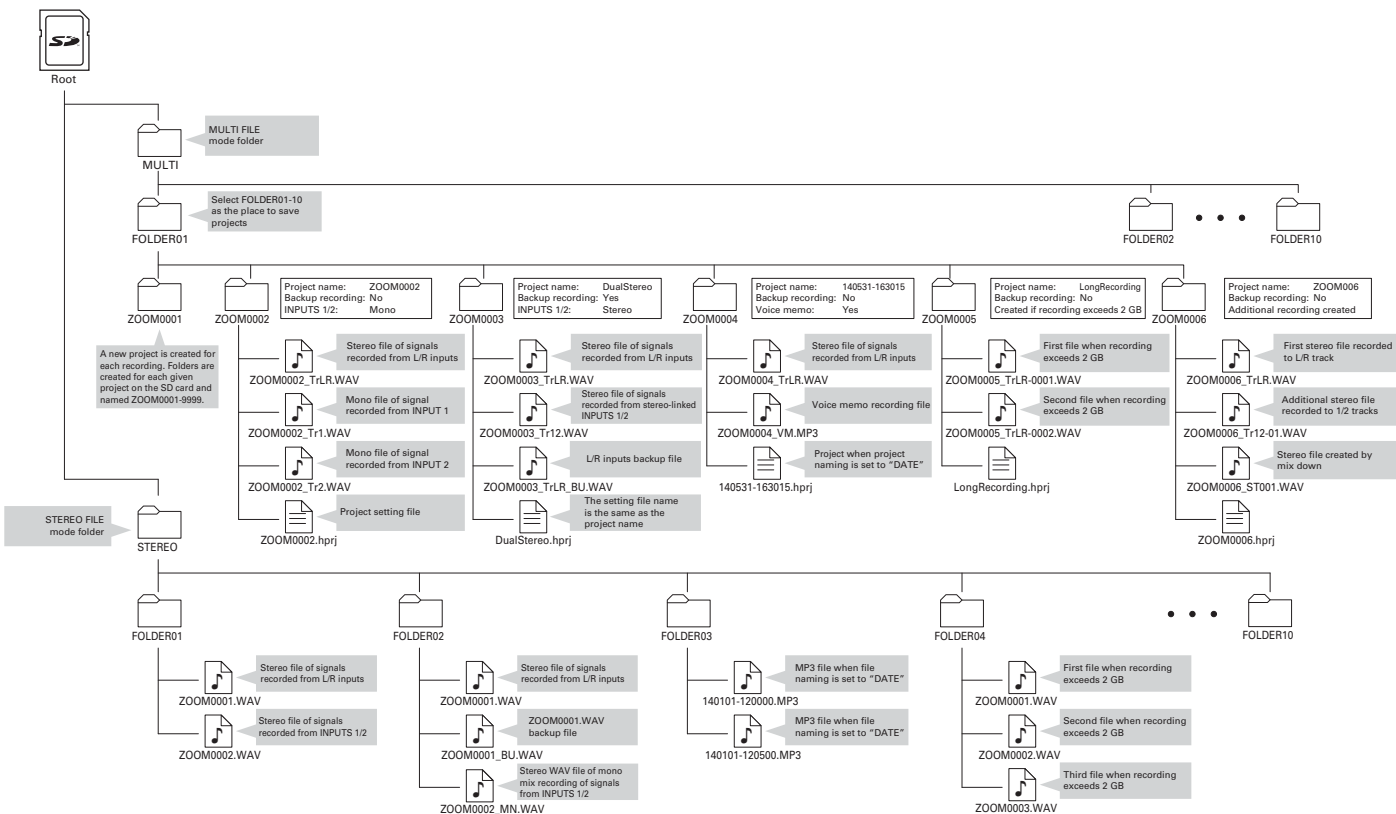 SD
Root
MULTI FILE
mode folder
MULTI
Select FOLDER01-10
as the place to save
projects
FOLDER01
FOLDER02
• • •
FOLDER10
ZOOM0001
A new project is created for
each recording. Folders are
created for each given
project on the SD card and
named ZOOM0001-9999.
ZOOM0002
Project name: ZOOM0002
Backup recording: No
INPUTS 1/2: Mono
Stereo file of signals
recorded from L/R inputs
ZOOM0002_TrLR.WAV
Mono file of signal
recorded from INPUT 1
ZOOM0002_Tr1.WAV
Mono file of signal
recorded from INPUT 2
ZOOM0002_Tr2.WAV
Project setting file
ZOOM0002.hprj
ZOOM0003
Project name: DualStereo
Backup recording: Yes
INPUTS 1/2: Stereo
Stereo file of signals
recorded from L/R inputs
ZOOM0003_TrLR.WAV
Stereo file of signals
recorded from stereo-linked
INPUTS 1/2
ZOOM0003_Tr12.WAV
L/R inputs backup file
ZOOM0003_TrLR_BU.WAV
The setting file name
is the same as the
project name
DualStereo.hprj
ZOOM0004
Project name: 140531-163015
Backup recording: No
Voice memo: Yes
Stereo file of signals
recorded from L/R inputs
ZOOM0004_TrLR.WAV
Voice memo recording file
ZOOM0004_VM.MP3
Project when project
naming is set to “DATE”
140531-163015.hprj
ZOOM0005
Project name: LongRecording
Backup recording: No
Created if recording exceeds 2 GB
First file when recording
exceeds 2 GB
ZOOM0005_TrLR-0001.WAV
Second file when recording
exceeds 2 GB
ZOOM0005_TrLR-0002.WAV
LongRecording.hprj
ZOOM0006
Project name: ZOOM006
Backup recording: No
Additional recording created
First stereo file recorded
to L/R track
ZOOM0006_TrLR.WAV
Additional stereo file
recorded to 1/2 tracks
ZOOM0006_Tr12-01.WAV
Stereo file created by
mix down
ZOOM0006_ST001.WAV
ZOOM0006.hprj
STEREO FILE
mode folder
STEREO
FOLDER01
Stereo file of signals
recorded from L/R inputs
ZOOM0001.WAV
Stereo file of signals
recorded from INPUTS 1/2
ZOOM0002.WAV
FOLDER02
Stereo file of signals
recorded from L/R inputs
ZOOM0001.WAV
ZOOM0001.WAV
backup file
ZOOM0001_BU.WAV
Stereo WAV file of mono
mix recording of signals
from INPUTS 1/2
ZOOM0002_MN.WAV
FOLDER03
MP3 file when file
naming is set to “DATE”
140101-120000.MP3
MP3 file when file
naming is set to “DATE”
140101-120500.MP3
FOLDER04
First file when recording
exceeds 2 GB
ZOOM0001.WAV
Second file when recording
exceeds 2 GB
ZOOM0002.WAV
Third file when recording
exceeds 2 GB
ZOOM0003.WAV
• • •
FOLDER10